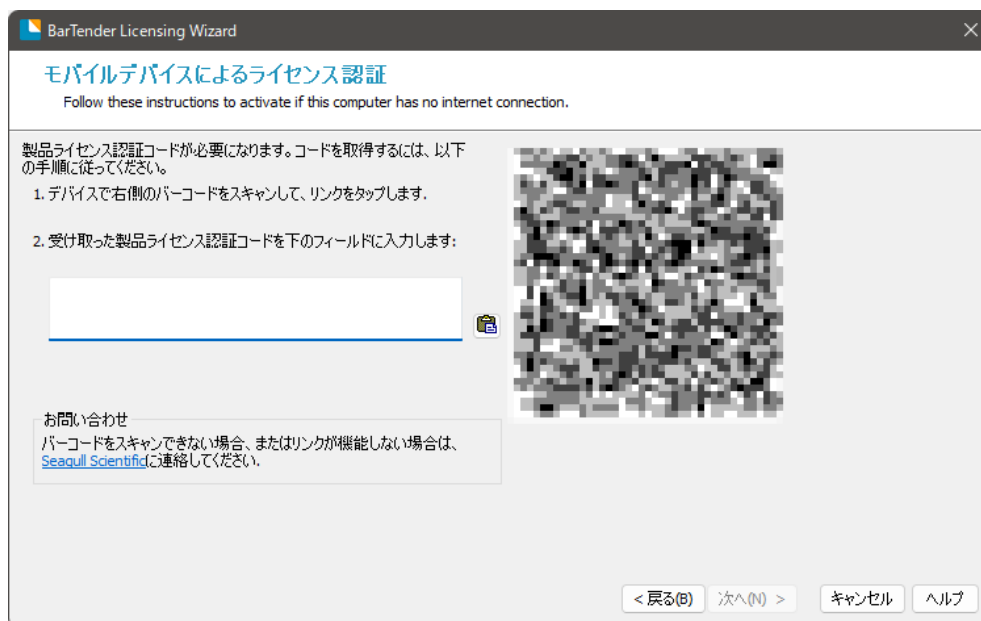 BarTender Licensing Wizard
モバイルデバイスによるライセンス認証
Follow these instructions to activate if this computer has no internet connection.
製品ライセンス認証コードが必要になります。コードを取得するには、以下
の手順に従ってください。
1. デバイスで右側のバーコードをスキャンして、リンクをタップします.
2. 受け取った製品ライセンス認証コードを下のフィールドに入力します:
お問い合わせ
バーコードをスキャンできない場合、またはリンクが機能しない場合は、
Seagull Scientificに連絡してください.
< 戻る(B) 次へ(N) > キャンセル ヘルプ